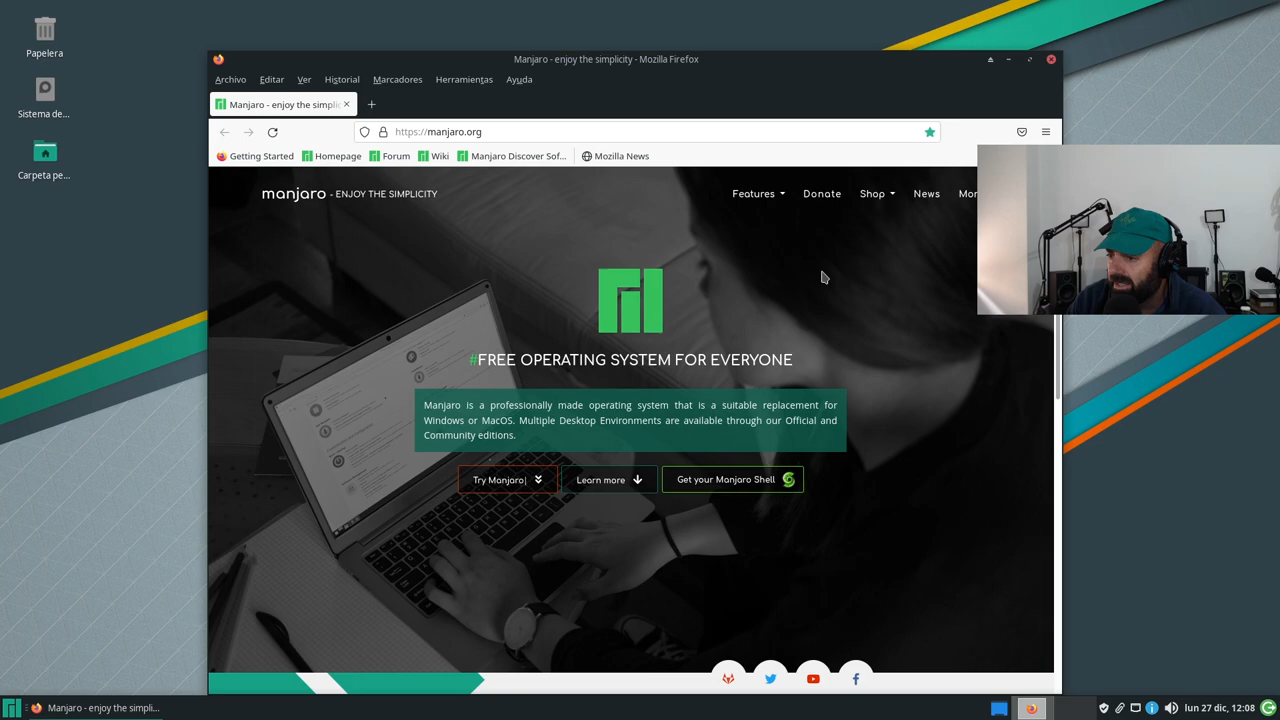 Papelera
Sistema de...
Carpeta pe...
Manjaro - enjoy the simplicity - Mozilla Firefox
Archivo Editar Ver Historial Marcadores Herramientas Ayuda
Manjaro - enjoy the simplic
https://manjaro.org
Getting Started Homepage Forum Wiki Manjaro Discover Sof... Mozilla News
manjaro - ENJOY THE SIMPLICITY
Features Donate Shop News Mor
#FREE OPERATING SYSTEM FOR EVERYONE
Manjaro is a professionally made operating system that is a suitable replacement for
Windows or MacOS. Multiple Desktop Environments are available through our Official and
Community editions.
Try Manjaro| Learn more Get your Manjaro Shell
Manjaro - enjoy the simpli...
lun 27 dic, 12:08